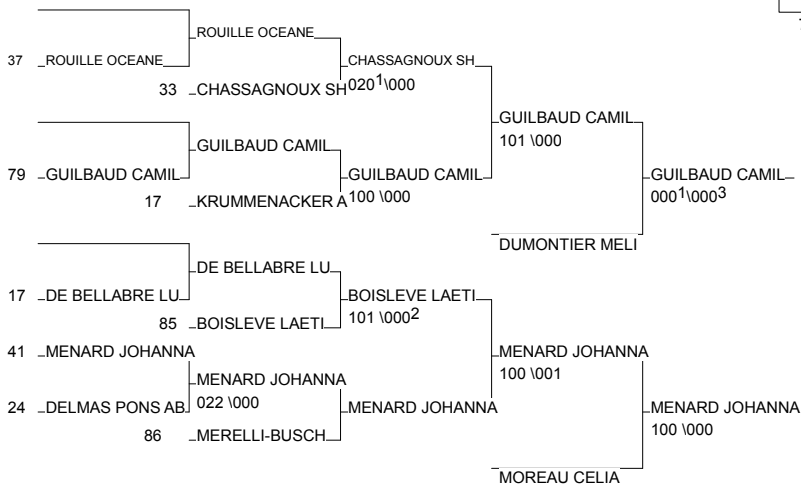 ROUILLE OCEANE
37 ROUILLE OCEANE
CHASSAGNOUX SH
33 CHASSAGNOUX SH 020¹\000
GUILBAUD CAMIL
101 \000
GUILBAUD CAMIL
79 GUILBAUD CAMIL
GUILBAUD CAMIL
GUILBAUD CAMIL
17 KRUMMENACKER A 100 \000
000¹\000³
DUMONTIER MELI
DE BELLABRE LU
17 DE BELLABRE LU
BOISLEVE LAETI
85 BOISLEVE LAETI
101 \000²
41 MENARD JOHANNA
MENARD JOHANNA
100 \001
MENARD JOHANNA
022 \000
24 DELMAS PONS AB
MENARD JOHANNA
MENARD JOHANNA
86 MERELLI-BUSCH
100 \000
MOREAU CELIA